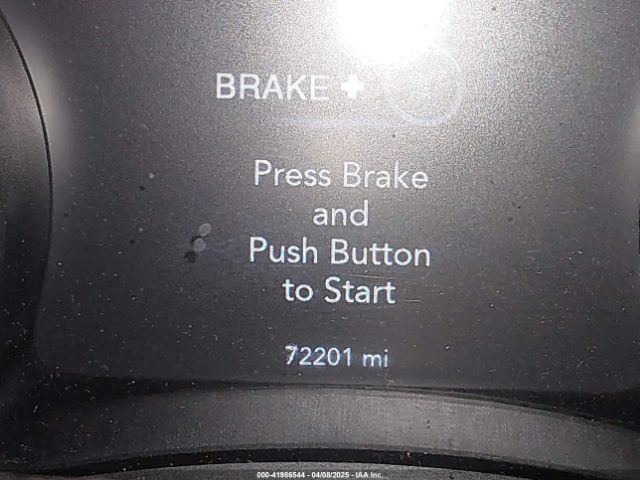 BRAKE +
Press Brake
and
Push Button
to Start
72201 mi
000-41986544 - 04/08/2025 - IAA Inc.